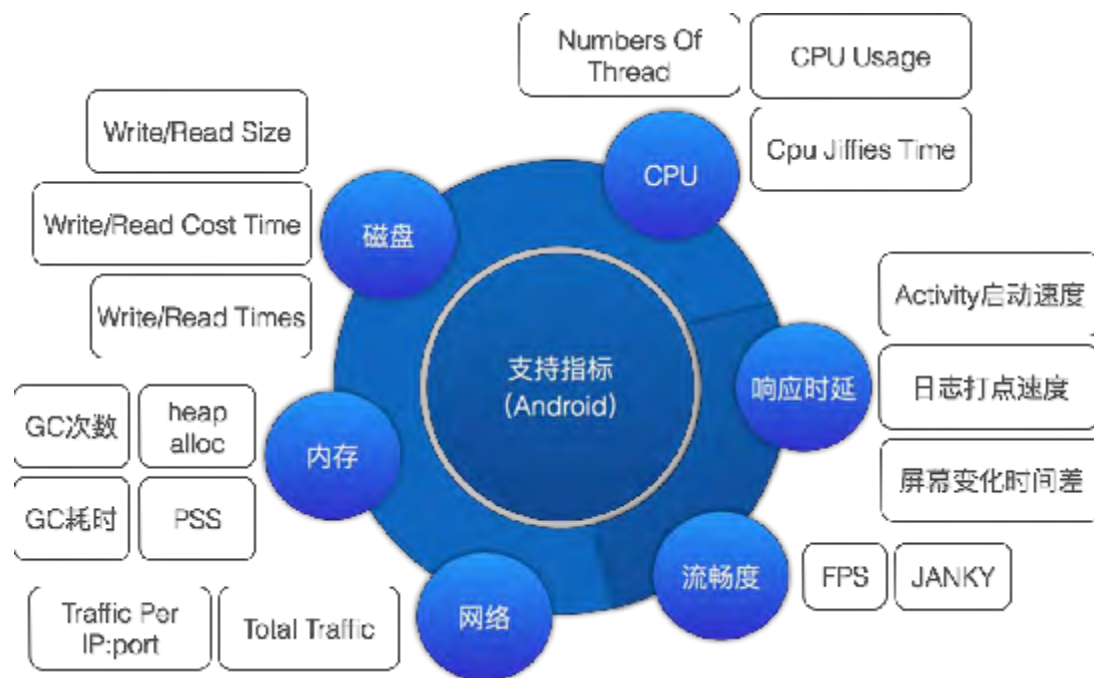 Numbers Of
Thread
CPU Usage
Cpu Jiffies Time
CPU
Write/Read Size
Write/Read Cost Time
Write/Read Times
磁盘
Activity启动速度
日志打点速度
屏幕变化时间差
响应时延
支持指标
（Android）
GC次数
heap
alloc
GC耗时
PSS
内存
流畅度
FPS
JANKY
网络
Traffic Per
IP:port
Total Traffic